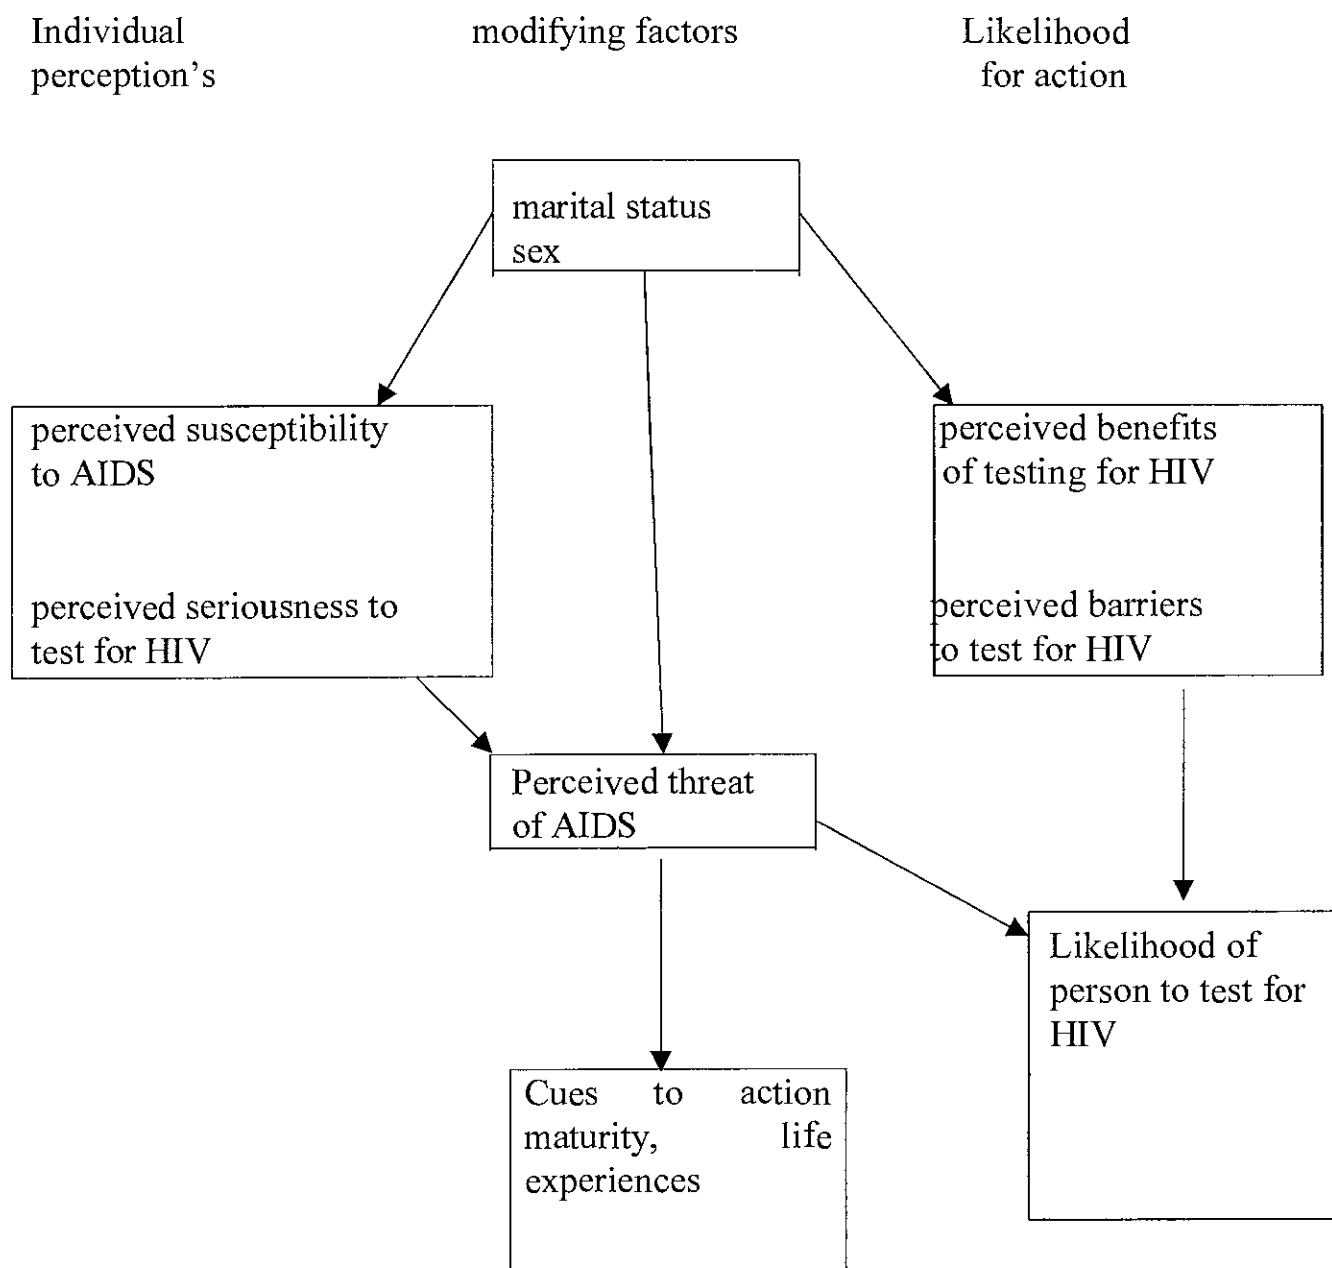 Individual
perception's
modifying factors
Likelihood
for action
marital status
sex
perceived susceptibility
to AIDS
perceived seriousness to
test for HIV
perceived benefits
of testing for HIV
perceived barriers
to test for HIV
Perceived threat
of AIDS
Likelihood of
person to test for
HIV
Cues to action
maturity, life
experiences